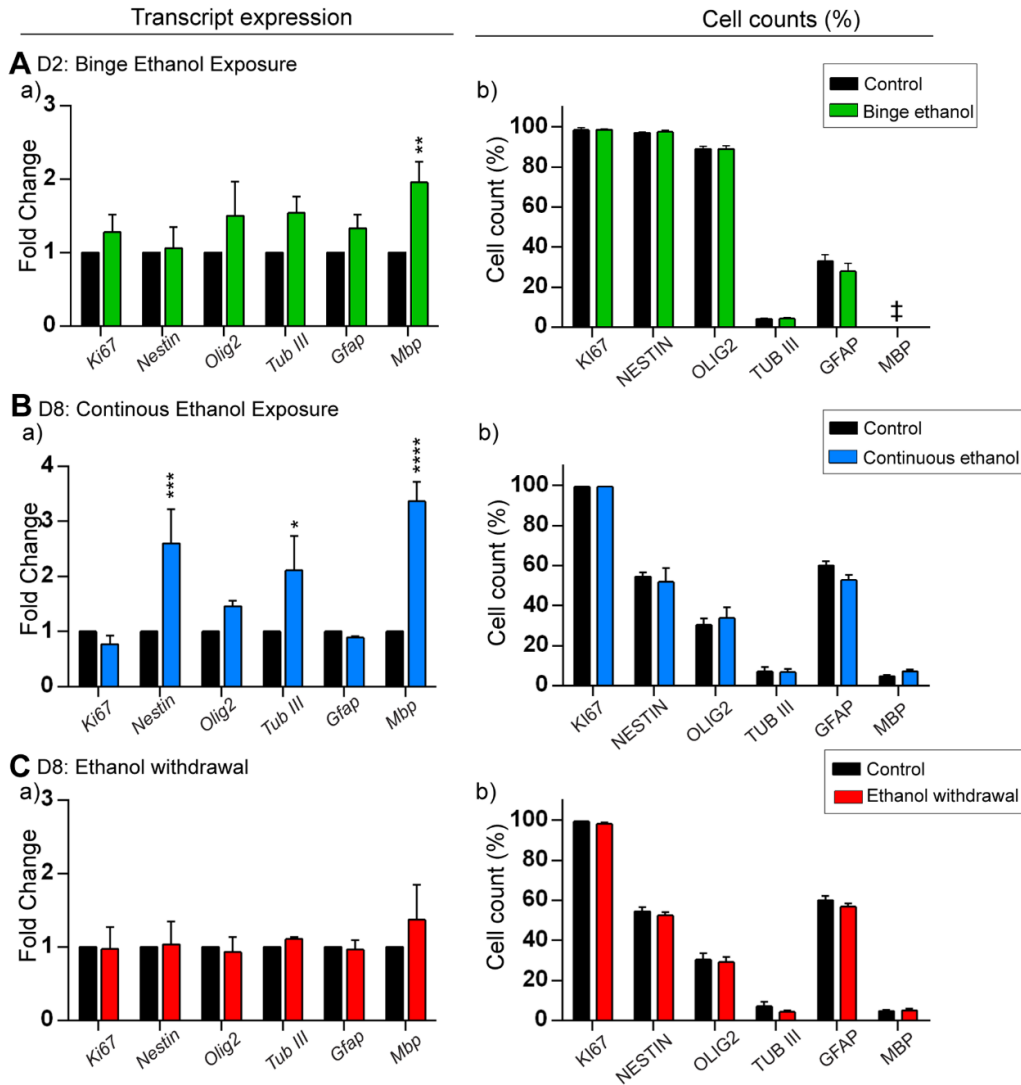 Transcript expression
Cell counts (%)
A D2: Binge Ethanol Exposure
a)
Fold Change
3
2
1
0
**
Ki67
Nestin
Olig2
Tub III
Gfap
Mbp
b)
Control
Binge ethanol
Cell count (%)
100
80
60
40
20
0
‡
KI67
NESTIN
OLIG2
TUB III
GFAP
MBP
B D8: Continous Ethanol Exposure
a)
Fold Change
4
3
2
1
0
***
*
****
Ki67
Nestin
Olig2
Tub III
Gfap
Mbp
b)
Control
Continuous ethanol
Cell count (%)
100
80
60
40
20
0
KI67
NESTIN
OLIG2
TUB III
GFAP
MBP
C D8: Ethanol withdrawal
a)
Fold Change
3
2
1
0
Ki67
Nestin
Olig2
Tub III
Gfap
Mbp
b)
Control
Ethanol withdrawal
Cell count (%)
100
80
60
40
20
0
KI67
NESTIN
OLIG2
TUB III
GFAP
MBP